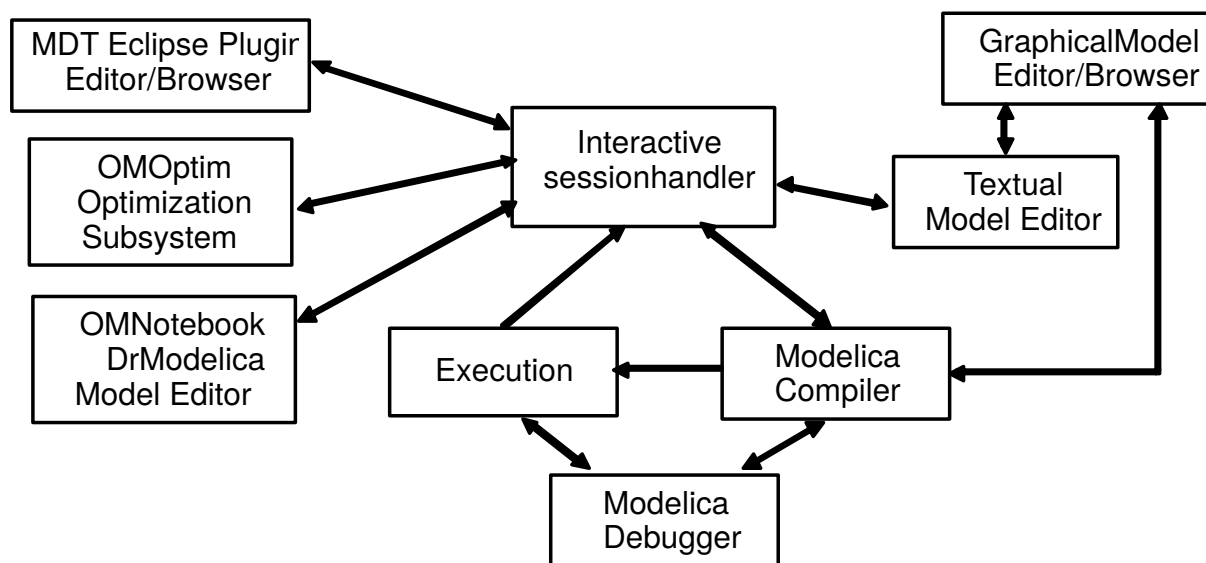 MDT Eclipse Plugin
Editor/Browser
OMOptim
Optimization
Subsystem
OMNotebook
DrModelica
Model Editor
Interactive
sessionhandler
GraphicalModel
Editor/Browser
Textual
Model Editor
Execution
Modelica
Compiler
Modelica
Debugger